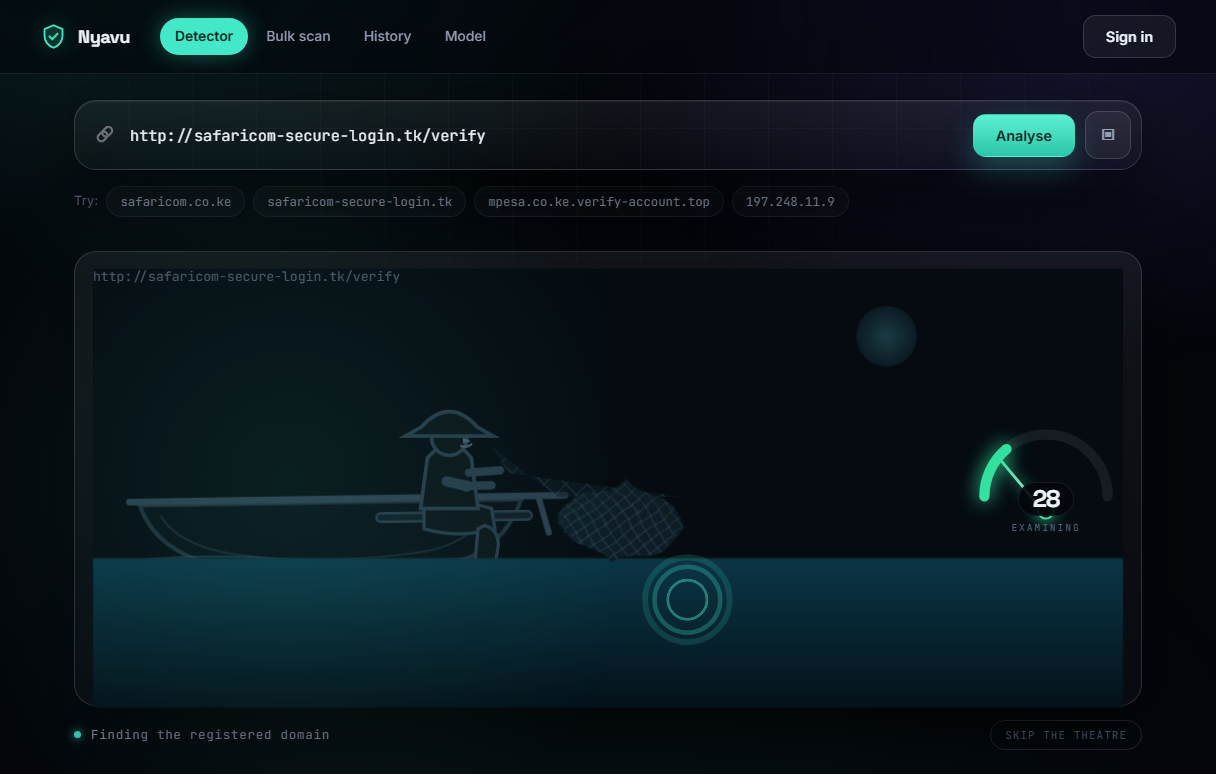 Nyavu
Detector
Bulk scan
History
Model
Sign in
http://safaricom-secure-login.tk/verify
Analyse
Try:
safaricom.co.ke
safaricom-secure-login.tk
mpesa.co.ke.verify-account.top
197.248.11.9
http://safaricom-secure-login.tk/verify
28
EXAMINING
Finding the registered domain
SKIP THE THEATRE